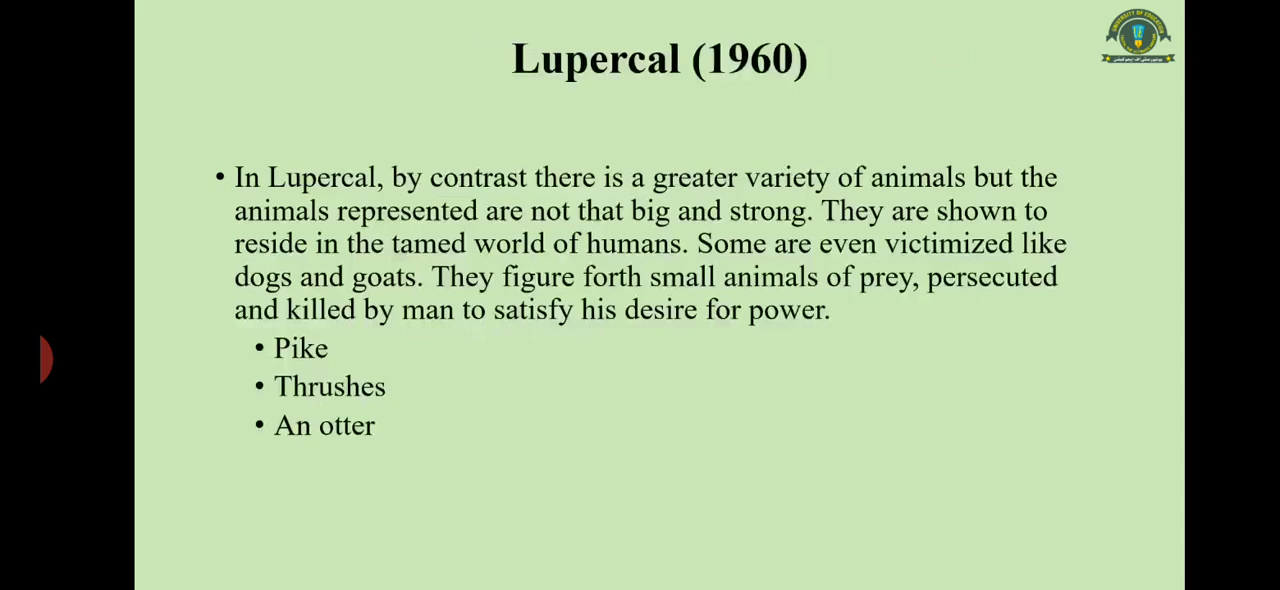 Lupercal (1960)
UNIVERSITY OF EDUCATION
• In Lupercal, by contrast there is a greater variety of animals but the
animals represented are not that big and strong. They are shown to
reside in the tamed world of humans. Some are even victimized like
dogs and goats. They figure forth small animals of prey, persecuted
and killed by man to satisfy his desire for power.
• Pike
• Thrushes
• An otter